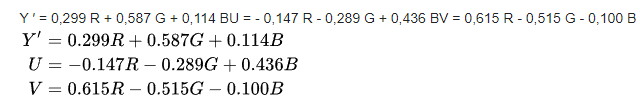 Y ′ = 0,299 R + 0,587 G + 0,114 BU = - 0,147 R - 0,289 G + 0,436 BV = 0,615 R - 0,515 G - 0,100 B
Y′ = 0.299R + 0.587G + 0.114B
U = −0.147R − 0.289G + 0.436B
V = 0.615R − 0.515G − 0.100B